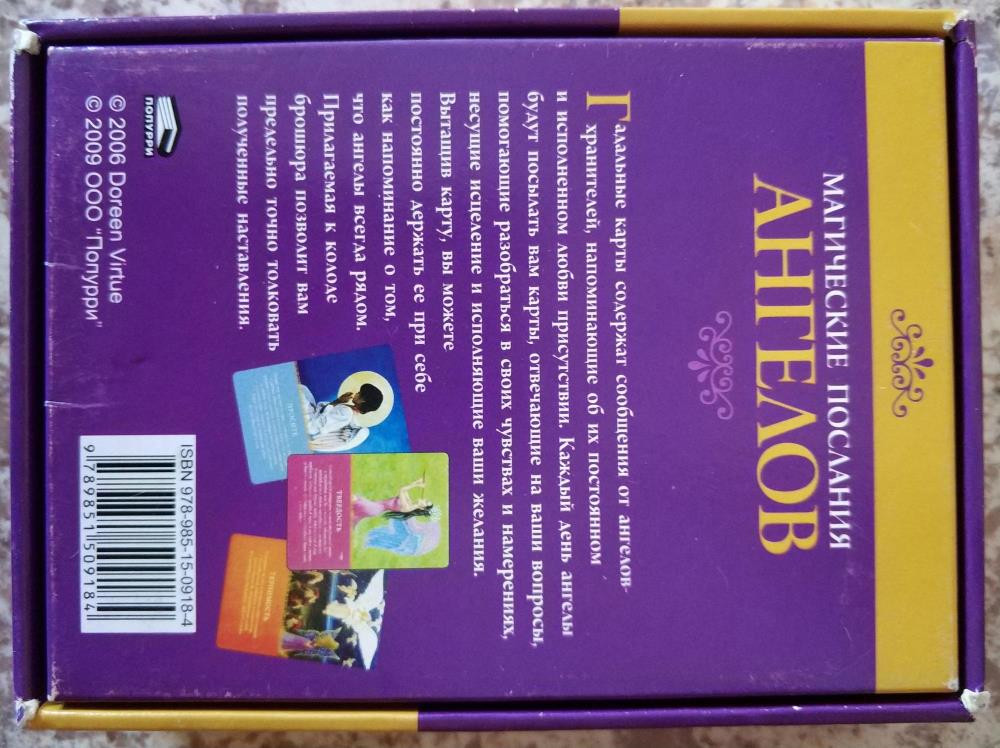 МАГИЧЕСКИЕ ПОСЛАНИЯ
АНГЕЛОВ
Гадальные карты содержат сообщения от ангелов-
хранителей, напоминающие об их постоянном
и исполненном любви присутствии. Каждый день ангелы
будут посылать вам карты, отвечающие на ваши вопросы,
помогающие разобраться в своих чувствах и намерениях,
несущие исцеление и исполняющие ваши желания.
Вытащив карту, вы можете
постоянно держать ее при себе
как напоминание о том,
что ангелы всегда рядом.
Прилагаемая к колоде
брошюра позволит вам
предельно точно толковать
полученные наставления.
ТВЕРДОСТЬ
ТЕРПИМОСТЬ
ПОПУРРИ
© 2006 Doreen Virtue
© 2009 ООО "Попурри"
ISBN 978-985-15-0918-4
9 789851 509184